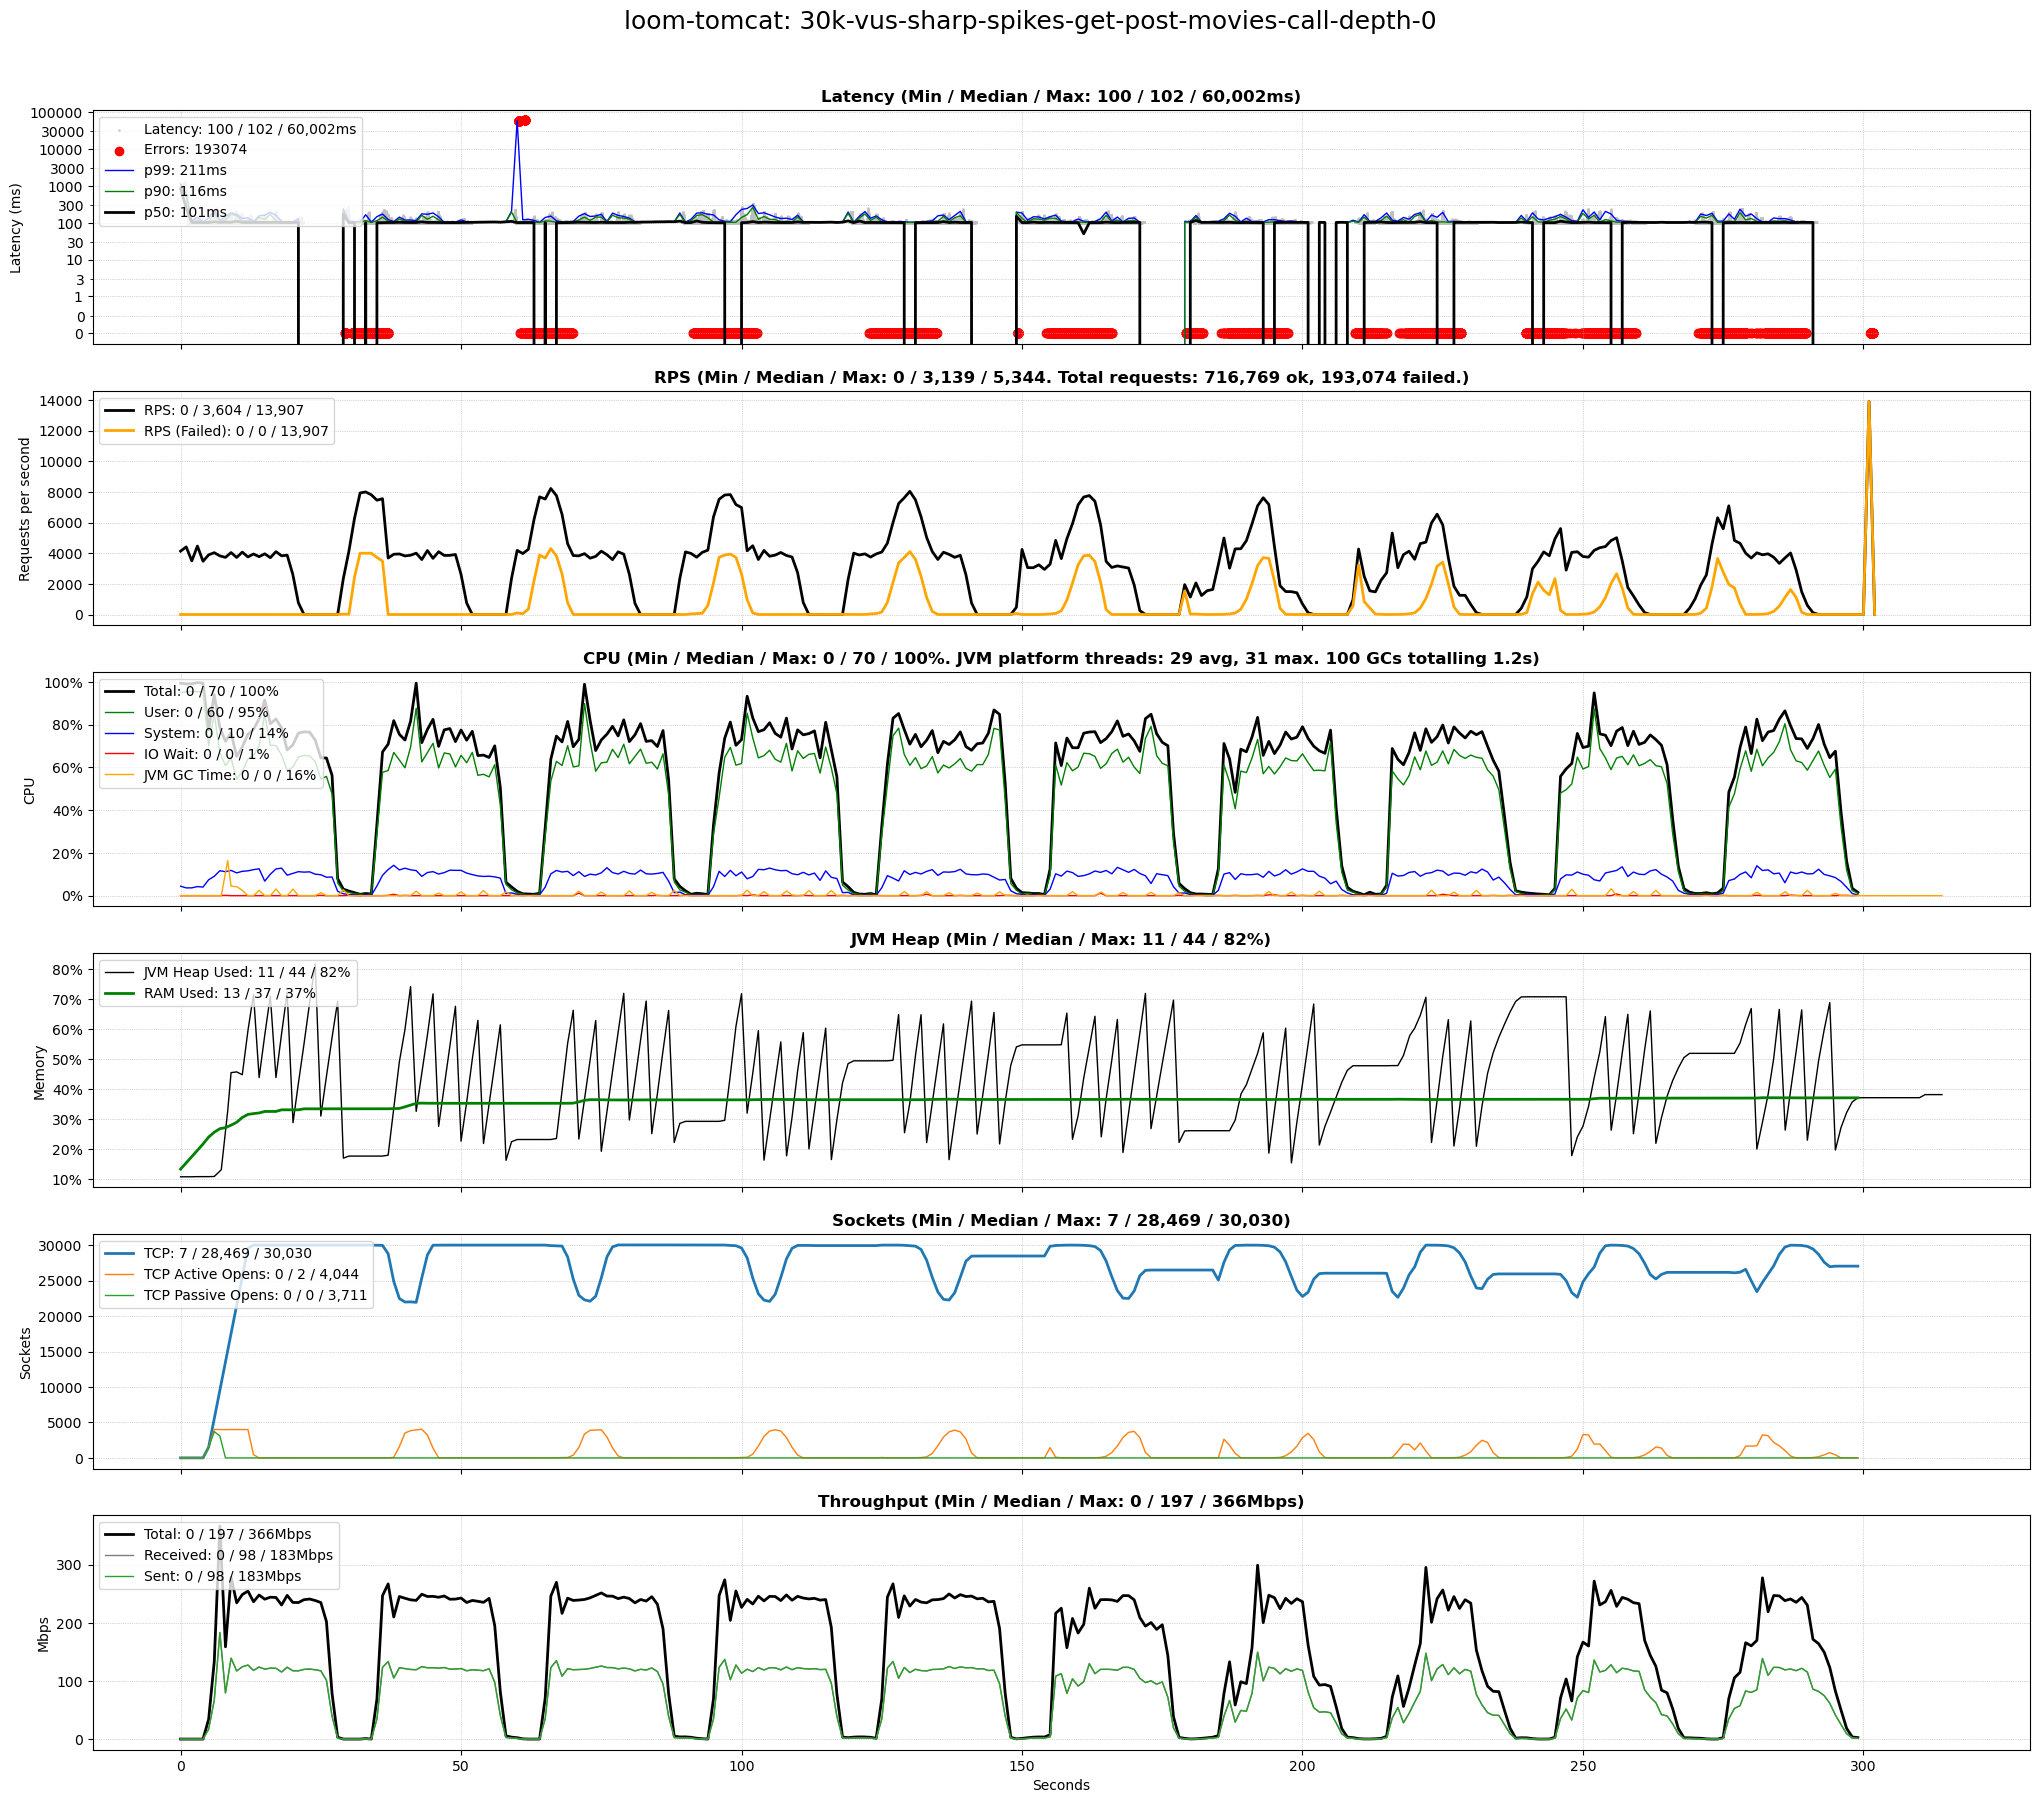 loom-tomcat: 30k-vus-sharp-spikes-get-post-movies-call-depth-0
Latency (Min / Median / Max: 100 / 102 / 60,002ms)
Latency (ms)
100000
30000
10000
3000
1000
300
100
30
10
3
1
0
0
Latency: 100 / 102 / 60,002ms
Errors: 193074
p99: 211ms
p90: 116ms
p50: 101ms
RPS (Min / Median / Max: 0 / 3,139 / 5,344. Total requests: 716,769 ok, 193,074 failed.)
Requests per second
14000
12000
10000
8000
6000
4000
2000
0
RPS: 0 / 3,604 / 13,907
RPS (Failed): 0 / 0 / 13,907
CPU (Min / Median / Max: 0 / 70 / 100%. JVM platform threads: 29 avg, 31 max. 100 GCs totalling 1.2s)
CPU
100%
80%
60%
40%
20%
0%
Total: 0 / 70 / 100%
User: 0 / 60 / 95%
System: 0 / 10 / 14%
IO Wait: 0 / 0 / 1%
JVM GC Time: 0 / 0 / 16%
JVM Heap (Min / Median / Max: 11 / 44 / 82%)
Memory
80%
70%
60%
50%
40%
30%
20%
10%
JVM Heap Used: 11 / 44 / 82%
RAM Used: 13 / 37 / 37%
Sockets (Min / Median / Max: 7 / 28,469 / 30,030)
Sockets
30000
25000
20000
15000
10000
5000
0
TCP: 7 / 28,469 / 30,030
TCP Active Opens: 0 / 2 / 4,044
TCP Passive Opens: 0 / 0 / 3,711
Throughput (Min / Median / Max: 0 / 197 / 366Mbps)
Mbps
300
200
100
0
Total: 0 / 197 / 366Mbps
Received: 0 / 98 / 183Mbps
Sent: 0 / 98 / 183Mbps
0 50 100 150 200 250 300
Seconds